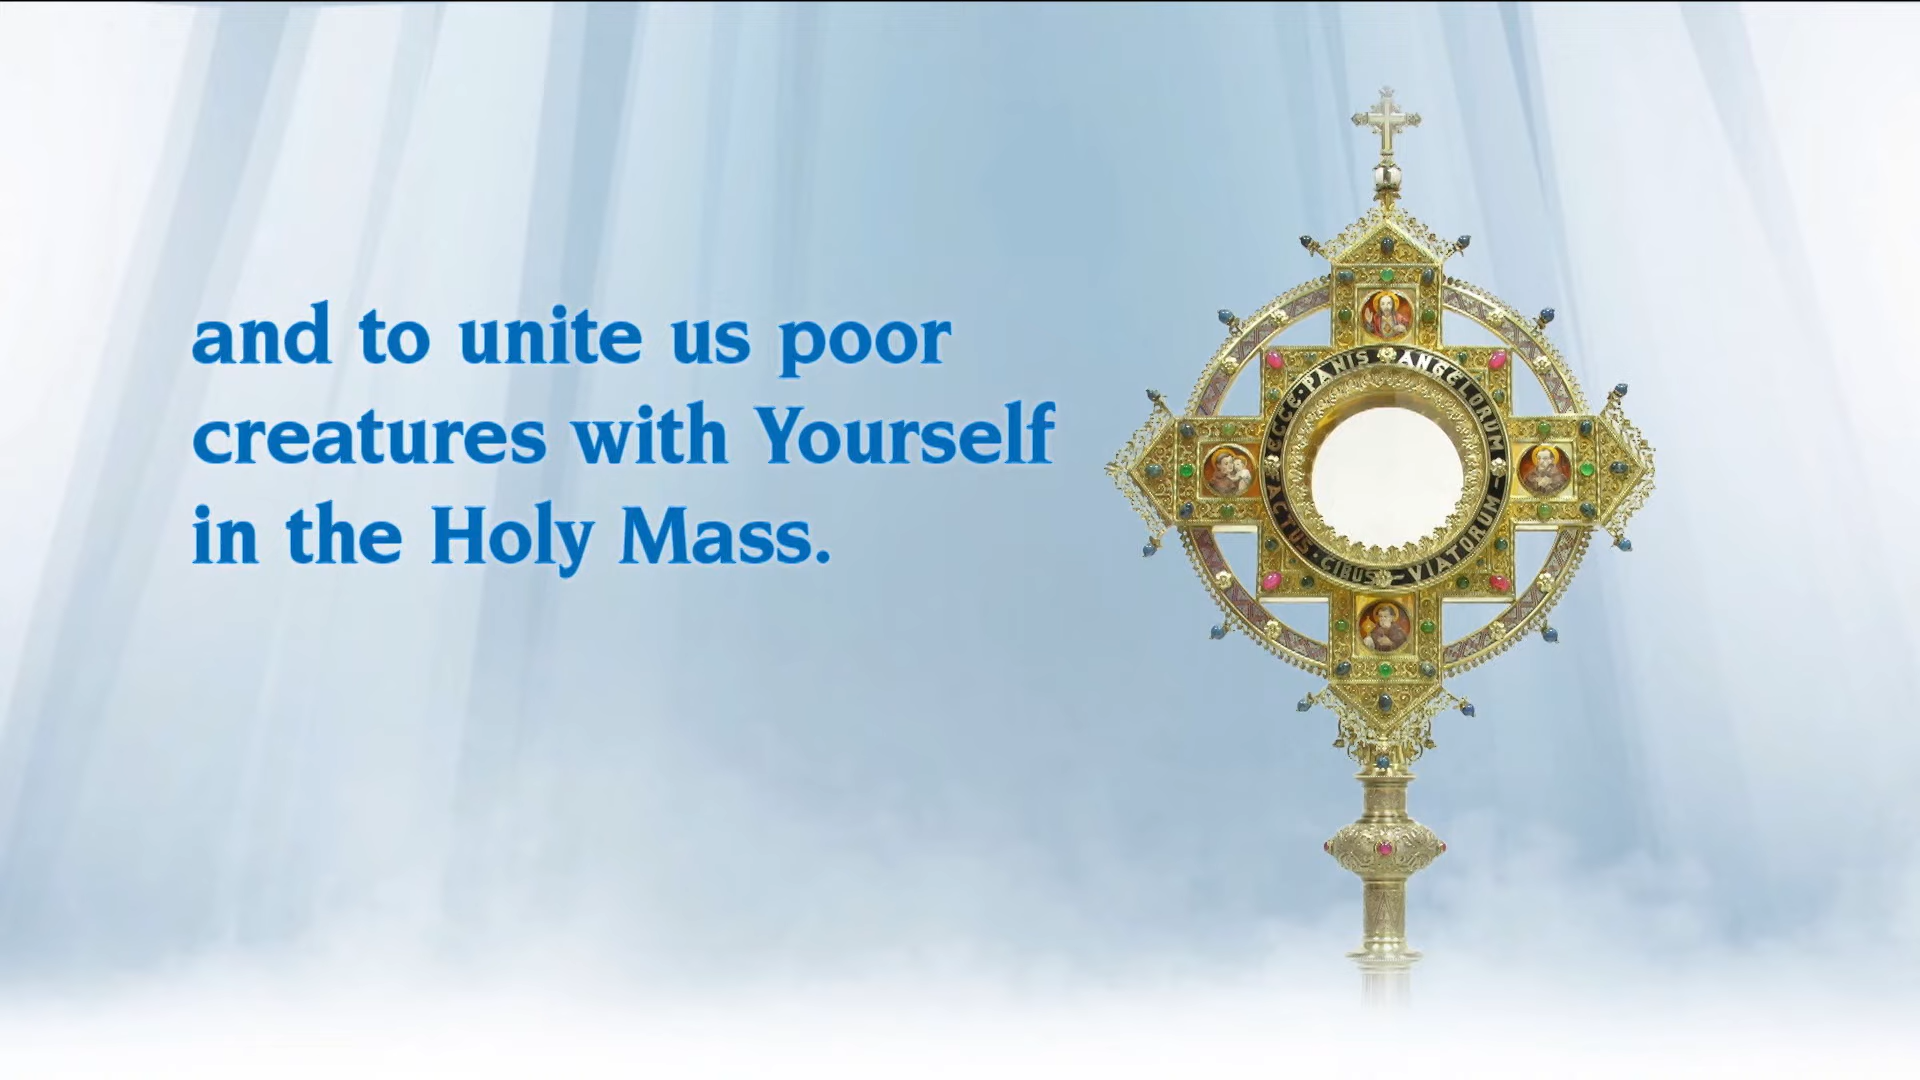 and to unite us poor
creatures with Yourself
in the Holy Mass.
ECCE · PANIS ANGELORUM
FACTUS · CIBUS – VIATORUM –